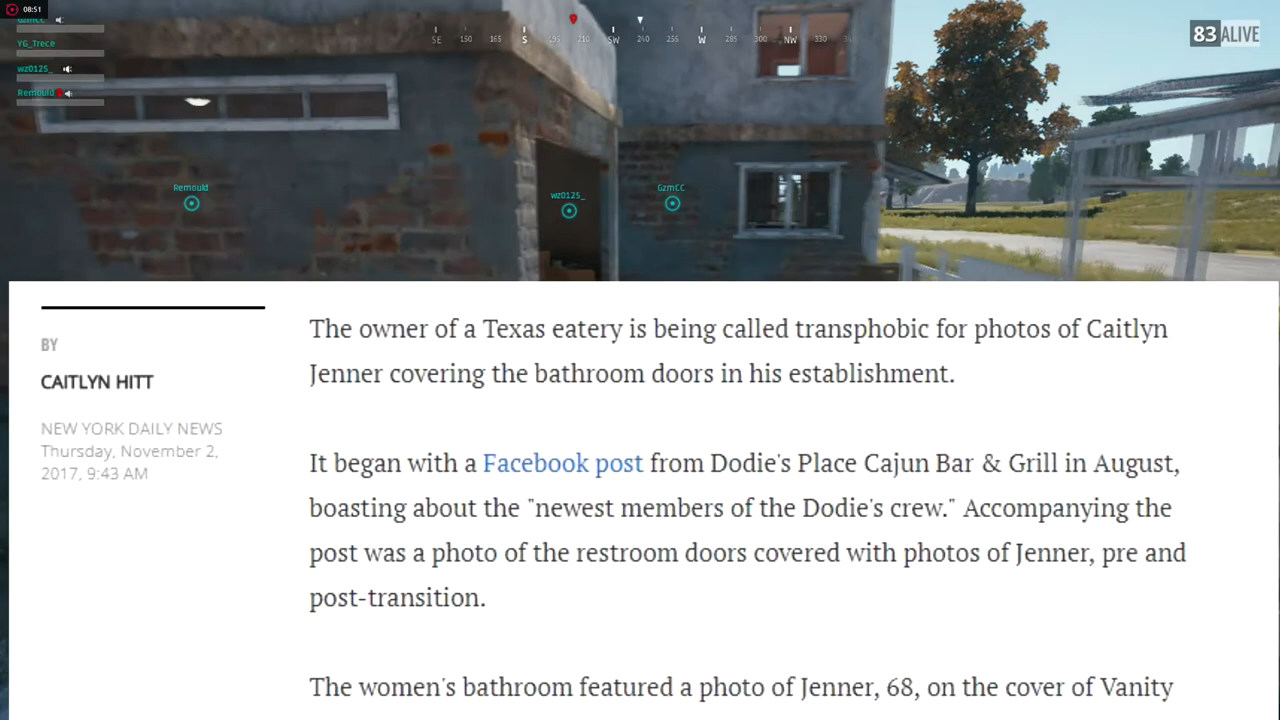 08:51
GzmCC
YG_Trece
wz0125_
Remould
SE 150 165 S 195 210 SW 240 255 W 285 300 NW 330
83 ALIVE
Remould
wz0125_
GzmCC
BY
CAITLYN HITT
NEW YORK DAILY NEWS
Thursday, November 2,
2017, 9:43 AM
The owner of a Texas eatery is being called transphobic for photos of Caitlyn
Jenner covering the bathroom doors in his establishment.
It began with a Facebook post from Dodie's Place Cajun Bar & Grill in August,
boasting about the "newest members of the Dodie's crew." Accompanying the
post was a photo of the restroom doors covered with photos of Jenner, pre and
post-transition.
The women's bathroom featured a photo of Jenner, 68, on the cover of Vanity